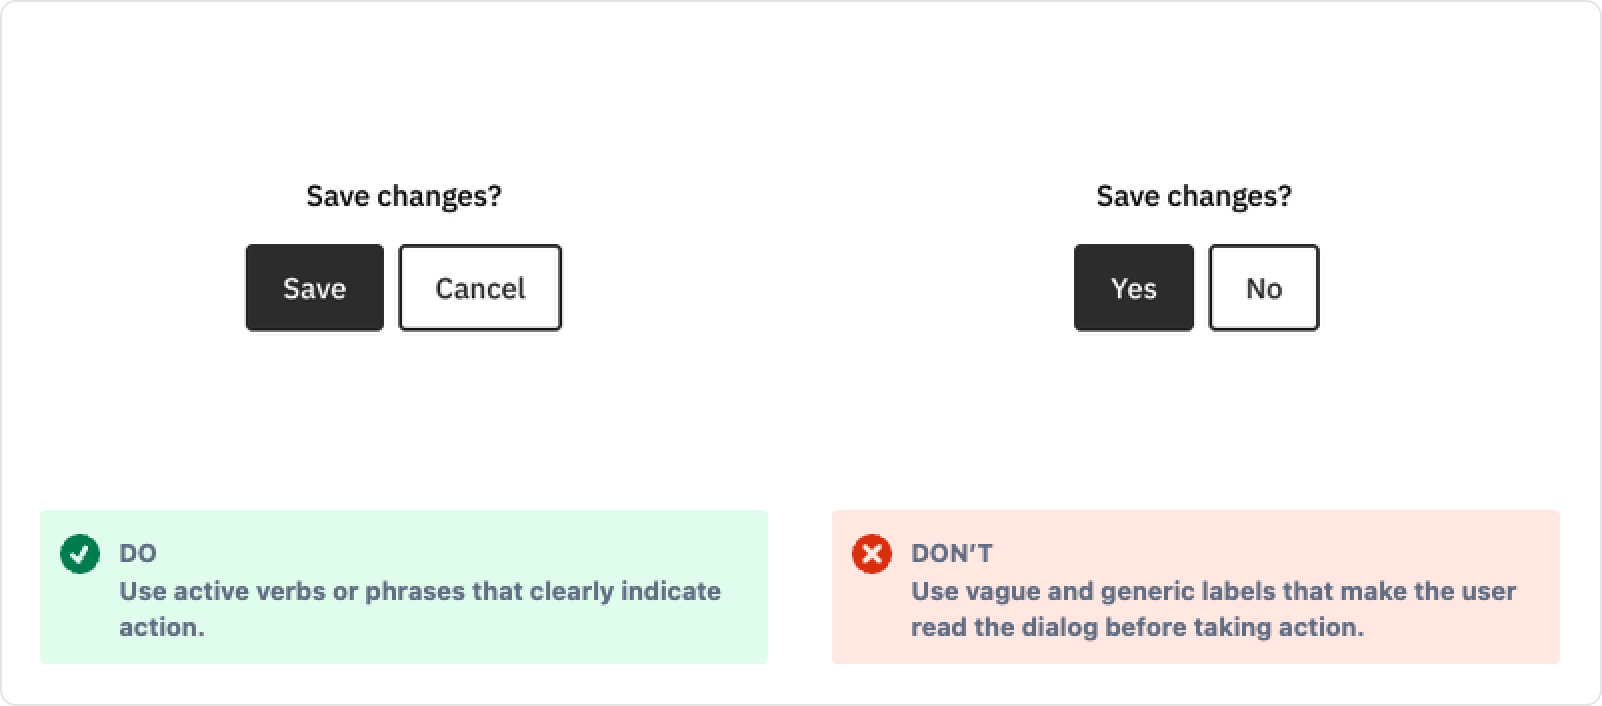 Save changes?
Save
Cancel
DO
Use active verbs or phrases that clearly indicate
action.
Save changes?
Yes
No
DON’T
Use vague and generic labels that make the user
read the dialog before taking action.